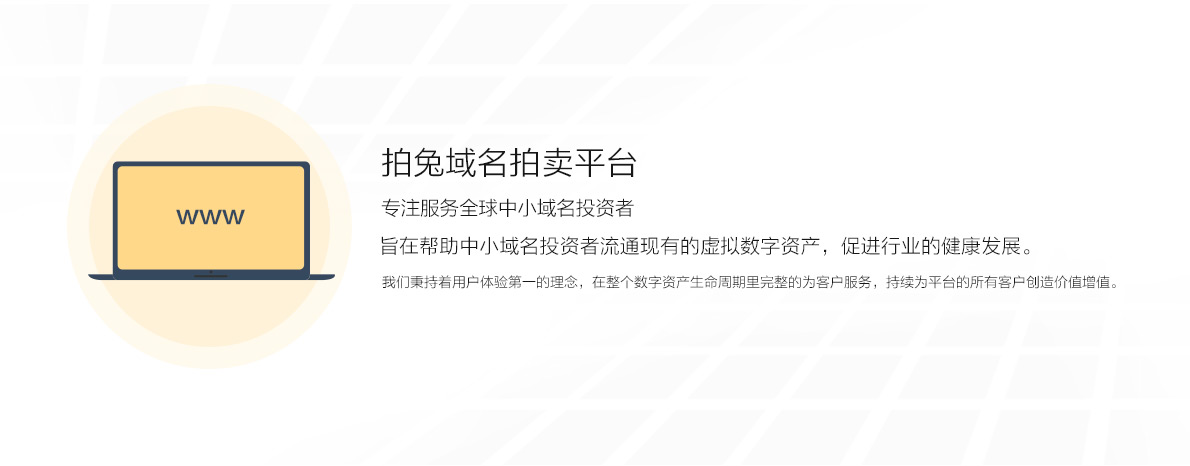 www
拍兔域名拍卖平台
专注服务全球中小域名投资者
旨在帮助中小域名投资者流通现有的虚拟数字资产，促进行业的健康发展。
我们秉持着用户体验第一的理念，在整个数字资产生命周期里完整的为客户服务，持续为平台的所有客户创造价值增值。